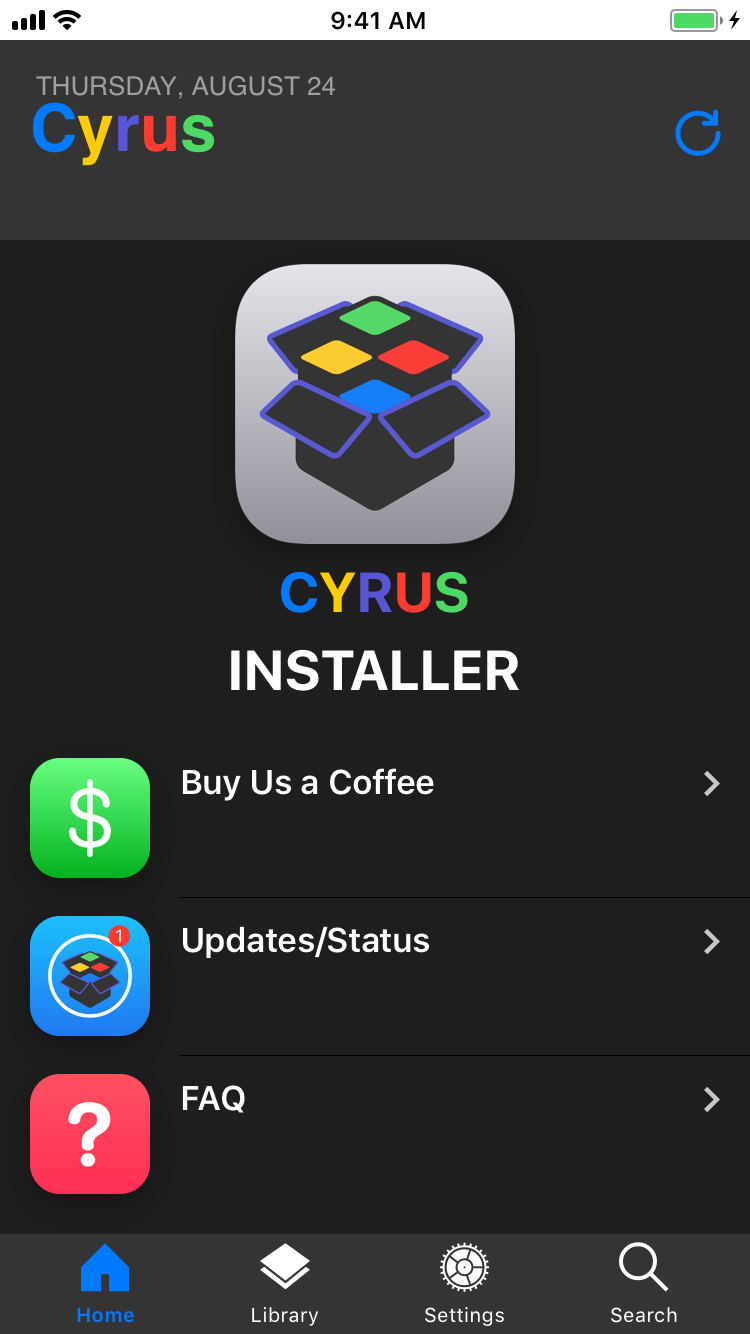 9:41 AM
THURSDAY, AUGUST 24
Cyrus
CYRUS
INSTALLER
$
Buy Us a Coffee
1
Updates/Status
?
FAQ
Home Library Settings Search